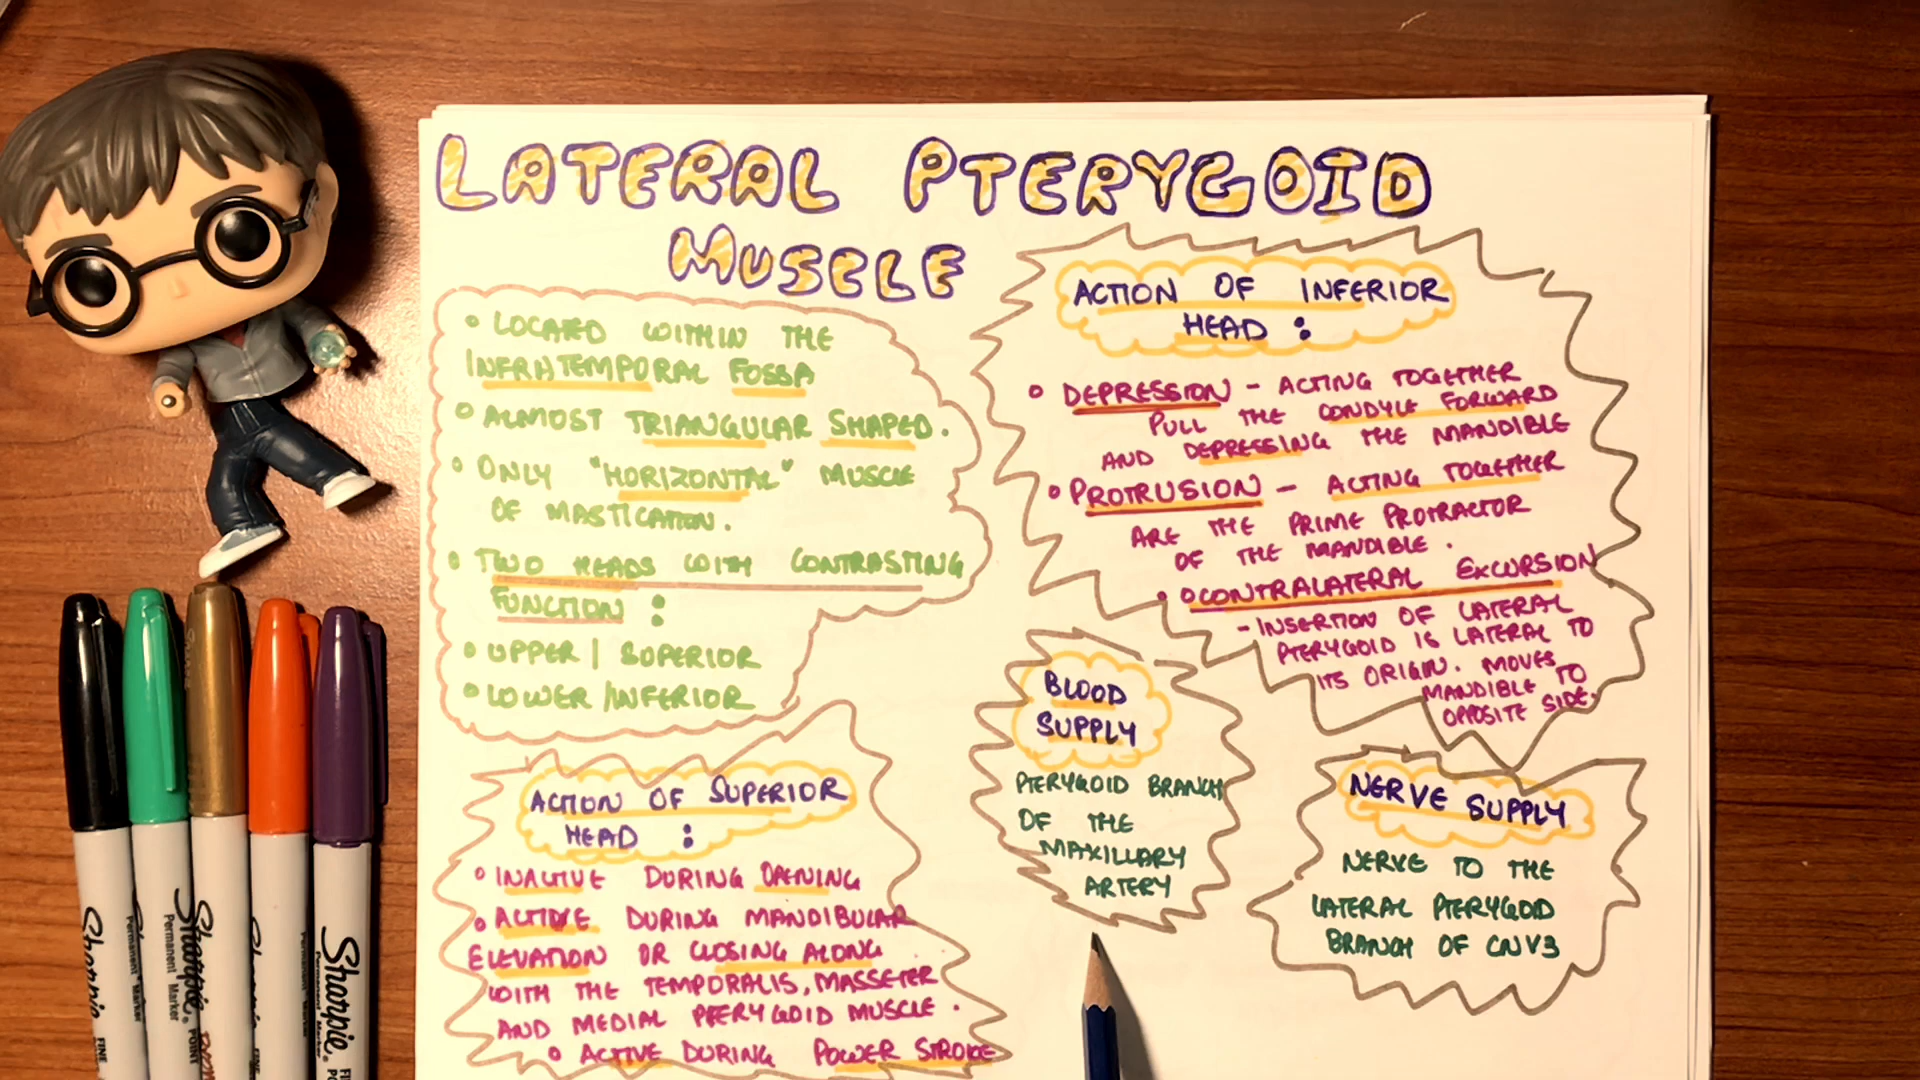 LATERAL PTERYGOID
MUSCLE
• LOCATED WITHIN THE
INFRATEMPORAL FOSSA
• ALMOST TRIANGULAR SHAPED.
• ONLY "HORIZONTAL" MUSCLE
OF MASTICATION.
• TWO HEADS WITH CONTRASTING
FUNCTION :
• UPPER / SUPERIOR
• LOWER / INFERIOR
ACTION OF INFERIOR
HEAD :
• DEPRESSION - ACTING TOGETHER
PULL THE CONDYLE FORWARD
AND DEPRESSING THE MANDIBLE
• PROTRUSION - ACTING TOGETHER
ARE THE PRIME PROTRACTOR
OF THE MANDIBLE.
• CONTRALATERAL EXCURSION
- INSERTION OF LATERAL
PTERYGOID IS LATERAL TO
ITS ORIGIN. MOVES
MANDIBLE TO
OPPOSITE SIDE.
ACTION OF SUPERIOR
HEAD :
• INACTIVE DURING OPENING
• ACTIVE DURING MANDIBULAR
ELEVATION OR CLOSING ALONG
WITH THE TEMPORALIS, MASSETER
AND MEDIAL PTERYGOID MUSCLE.
• ACTIVE DURING POWER STROKE
BLOOD
SUPPLY
PTERYGOID BRANCH
OF THE
MAXILLARY
ARTERY
NERVE SUPPLY
NERVE TO THE
LATERAL PTERYGOID
BRANCH OF CNV3
Sharpie
FINE
Permanent Marker
Sharpie.
Permanent Marker
POINT
Sharpie.
Permanent Marker